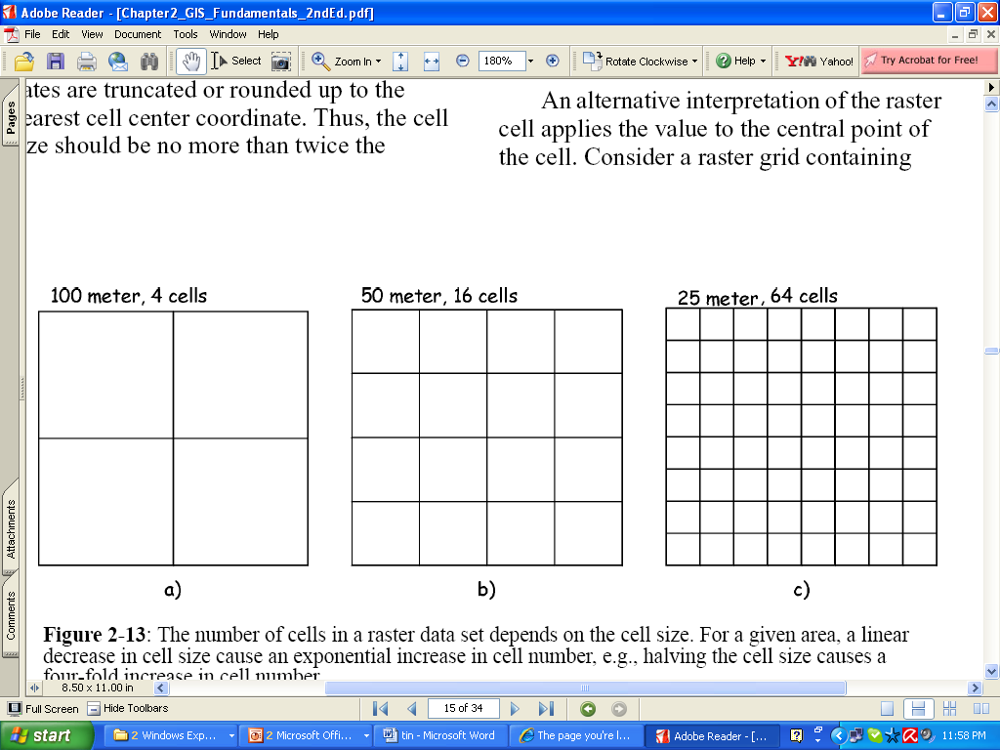 Adobe Reader - [Chapter2_GIS_Fundamentals_2ndEd.pdf]
File Edit View Document Tools Window Help
Select Zoom In 180% Rotate Clockwise Help Y! Yahoo! Try Acrobat for Free!
Pages
Attachments
Comments
ates are truncated or rounded up to the
earest cell center coordinate. Thus, the cell
ze should be no more than twice the
An alternative interpretation of the raster
cell applies the value to the central point of
the cell. Consider a raster grid containing
100 meter, 4 cells
50 meter, 16 cells
25 meter, 64 cells
a)
b)
c)
Figure 2-13: The number of cells in a raster data set depends on the cell size. For a given area, a linear
decrease in cell size cause an exponential increase in cell number, e.g., halving the cell size causes a
four-fold increase in cell number
8.50 x 11.00 in
Full Screen Hide Toolbars 15 of 34
start 2 Windows Exp... 2 Microsoft Offi... tin - Microsoft Word The page you're l... Adobe Reader - [... 11:58 PM